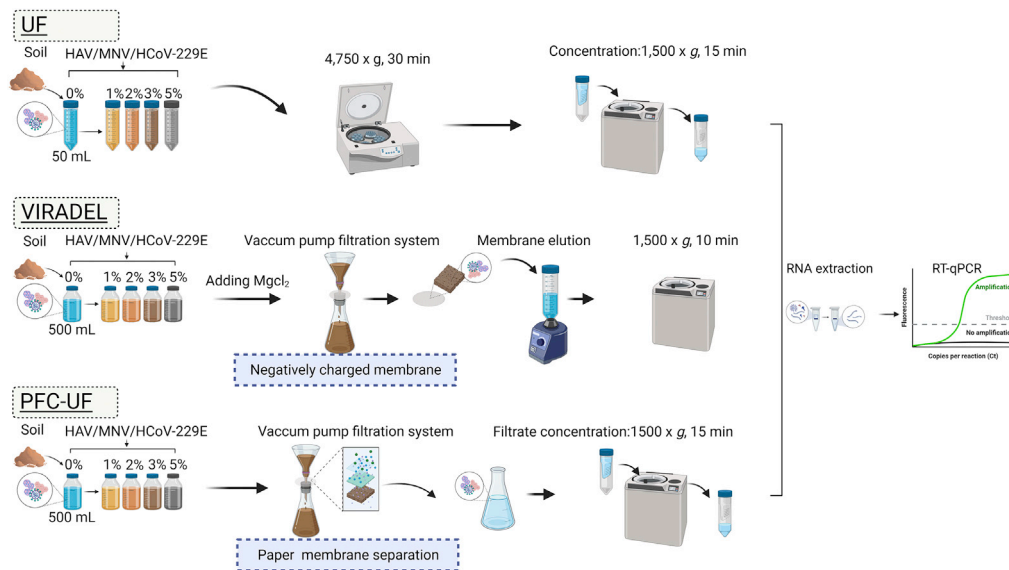 UF
Soil
HAV/MNV/HCoV-229E
0%
1% 2% 3% 5%
50 mL
4,750 x g, 30 min
Concentration:1,500 x g, 15 min
VIRADEL
Soil
HAV/MNV/HCoV-229E
0%
1% 2% 3% 5%
500 mL
Adding Mgcl₂
Vaccum pump filtration system
Negatively charged membrane
Membrane elution
1,500 x g, 10 min
PFC-UF
Soil
HAV/MNV/HCoV-229E
0%
1% 2% 3% 5%
500 mL
Vaccum pump filtration system
Paper membrane separation
Filtrate concentration:1500 x g, 15 min
RNA extraction
RT-qPCR
Fluorescence
Amplificatio
Thresho
No amplificatio
Copies per reaction (Ct)